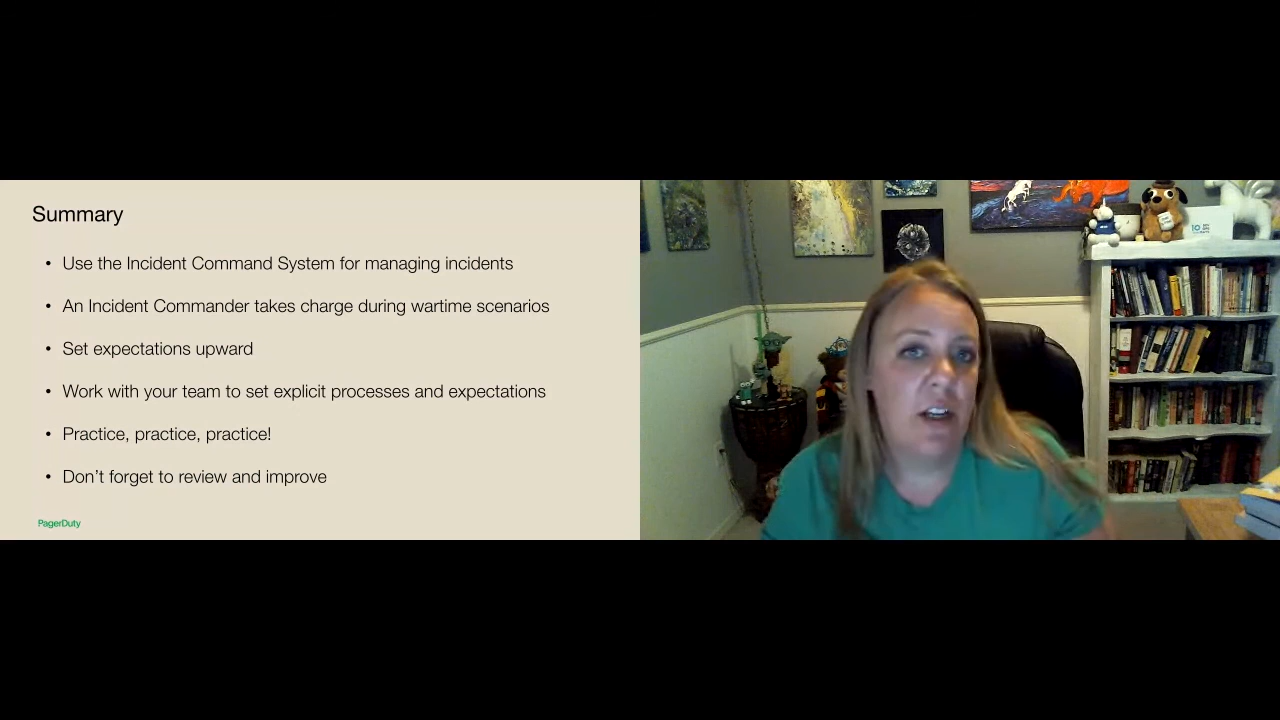 Summary
• Use the Incident Command System for managing incidents
• An Incident Commander takes charge during wartime scenarios
• Set expectations upward
• Work with your team to set explicit processes and expectations
• Practice, practice, practice!
• Don’t forget to review and improve
PagerDuty
10